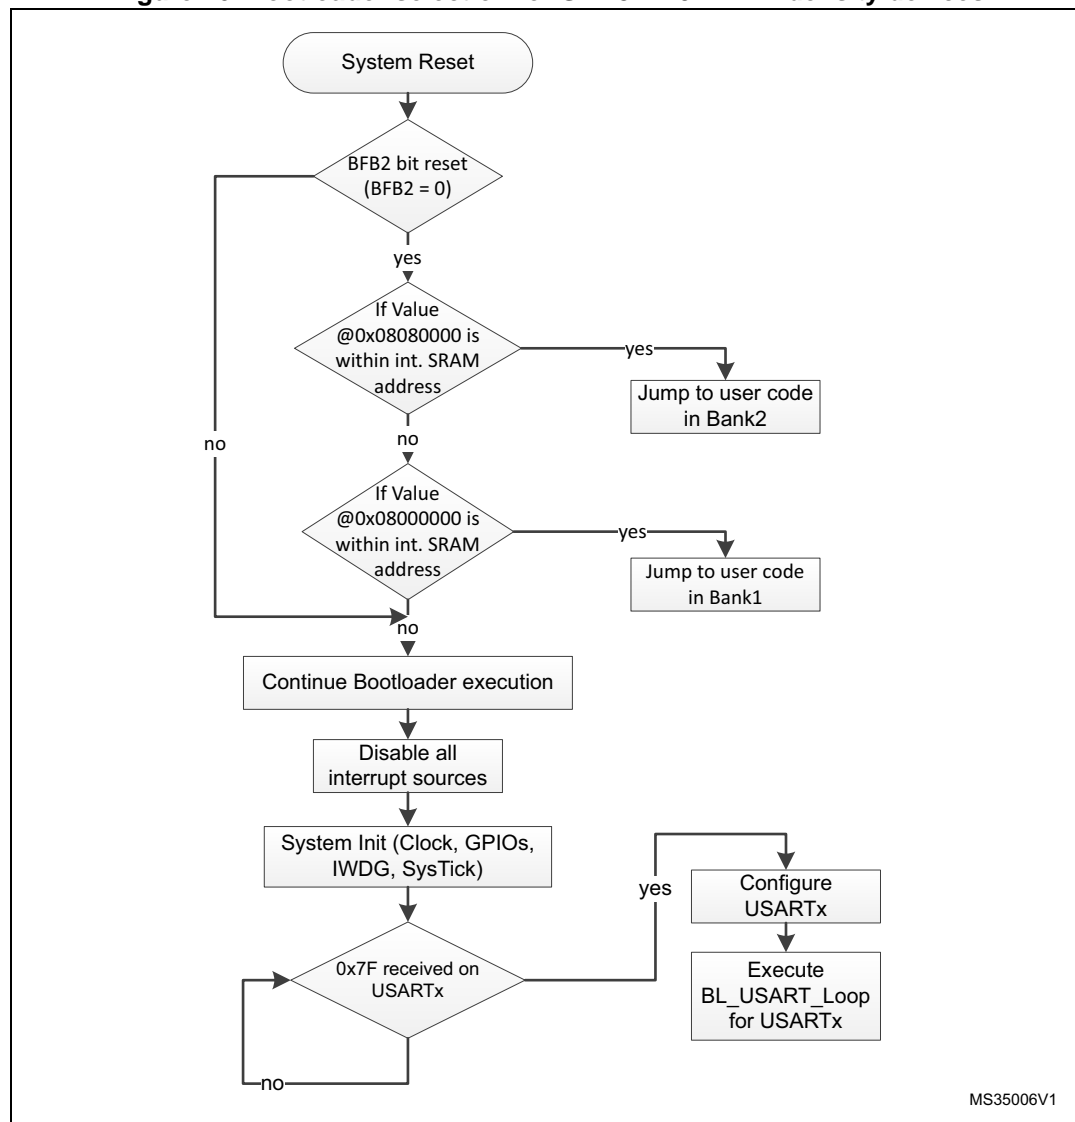 System Reset
BFB2 bit reset
(BFB2 = 0)
yes
If Value
@0x08080000 is
within int. SRAM
address
yes
Jump to user code
in Bank2
no
no
If Value
@0x08000000 is
within int. SRAM
address
yes
Jump to user code
in Bank1
no
Continue Bootloader execution
Disable all
interrupt sources
System Init (Clock, GPIOs,
IWDG, SysTick)
yes
Configure
USARTx
0x7F received on
USARTx
Execute
BL_USART_Loop
for USARTx
no
MS35006V1